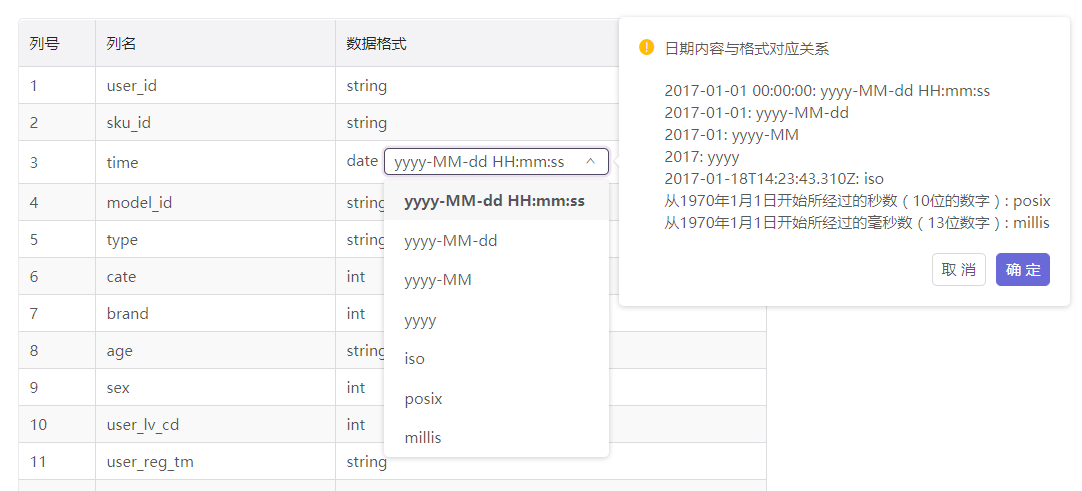 列号 列名 数据格式
1 user_id string
2 sku_id string
3 time date yyyy-MM-dd HH:mm:ss
4 model_id string
5 type string
6 cate int
7 brand int
8 age string
9 sex int
10 user_lv_cd int
11 user_reg_tm string
yyyy-MM-dd HH:mm:ss
yyyy-MM-dd
yyyy-MM
yyyy
iso
posix
millis
日期内容与格式对应关系
2017-01-01 00:00:00: yyyy-MM-dd HH:mm:ss
2017-01-01: yyyy-MM-dd
2017-01: yyyy-MM
2017: yyyy
2017-01-18T14:23:43.310Z: iso
从1970年1月1日开始所经过的秒数（10位的数字）: posix
从1970年1月1日开始所经过的毫秒数（13位数字）: millis
取 消 确 定